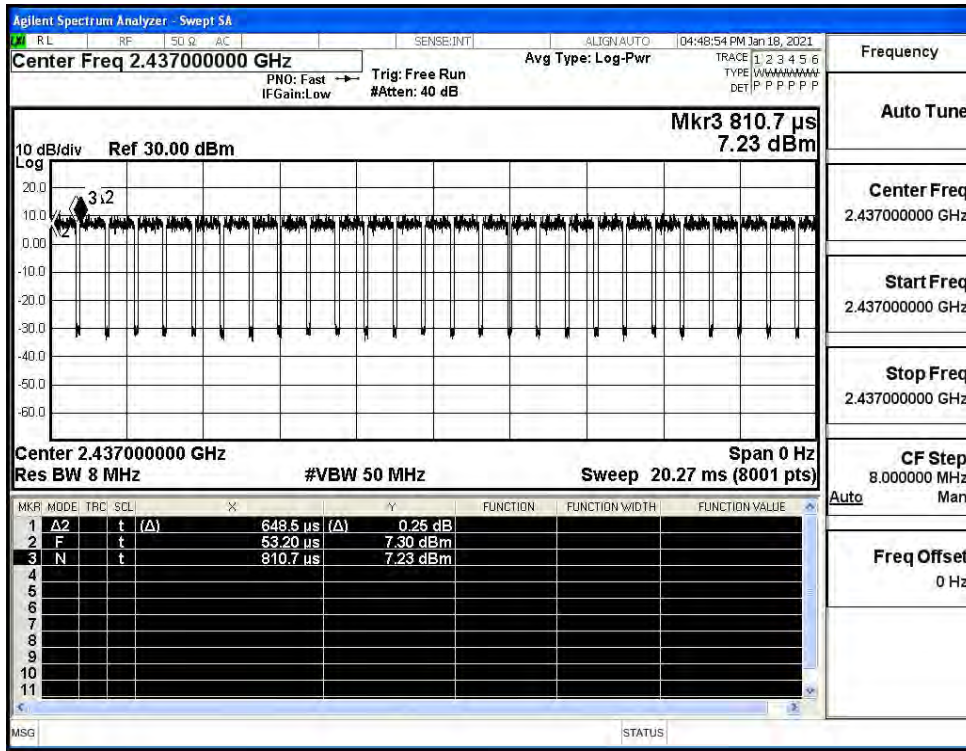 Agilent Spectrum Analyzer - Swept SA
RL RF 50 Ω AC SENSE:INT ALIGN AUTO 04:48:54 PM Jan 18, 2021
Center Freq 2.437000000 GHz
PNO: Fast
IFGain:Low
Trig: Free Run
#Atten: 40 dB
Avg Type: Log-Pwr
TRACE 1 2 3 4 5 6
TYPE WWWWWW
DET P P P P P P
Mkr3 810.7 µs
7.23 dBm
10 dB/div
Log
Ref 30.00 dBm
20.0
10.0
0.00
-10.0
-20.0
-30.0
-40.0
-50.0
-60.0
3
2
Center 2.437000000 GHz
Span 0 Hz
Res BW 8 MHz
#VBW 50 MHz
Sweep 20.27 ms (8001 pts)
MKR MODE TRC SCL X Y FUNCTION FUNCTION WIDTH FUNCTION VALUE
1 Δ2 t (Δ) 648.5 µs (Δ) 0.25 dB
2 F t 53.20 µs 7.30 dBm
3 N t 810.7 µs 7.23 dBm
4
5
6
7
8
9
10
11
MSG
STATUS
Frequency
Auto Tune
Center Freq
2.437000000 GHz
Start Freq
2.437000000 GHz
Stop Freq
2.437000000 GHz
CF Step
8.000000 MHz
Auto Man
Freq Offset
0 Hz